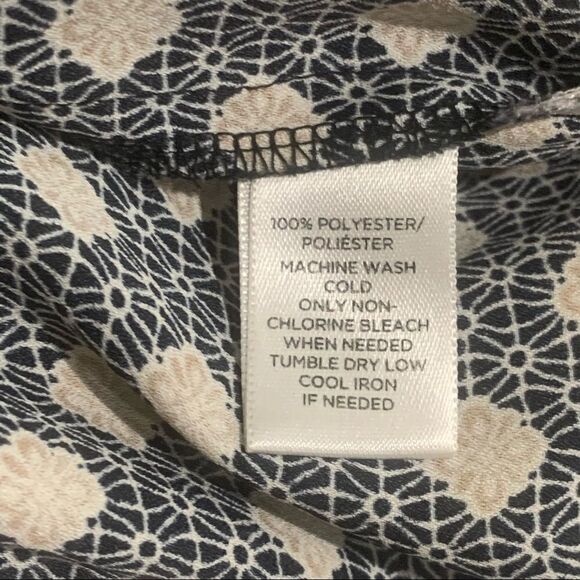 100% POLYESTER/
POLIÉSTER
MACHINE WASH
COLD
ONLY NON-
CHLORINE BLEACH
WHEN NEEDED
TUMBLE DRY LOW
COOL IRON
IF NEEDED